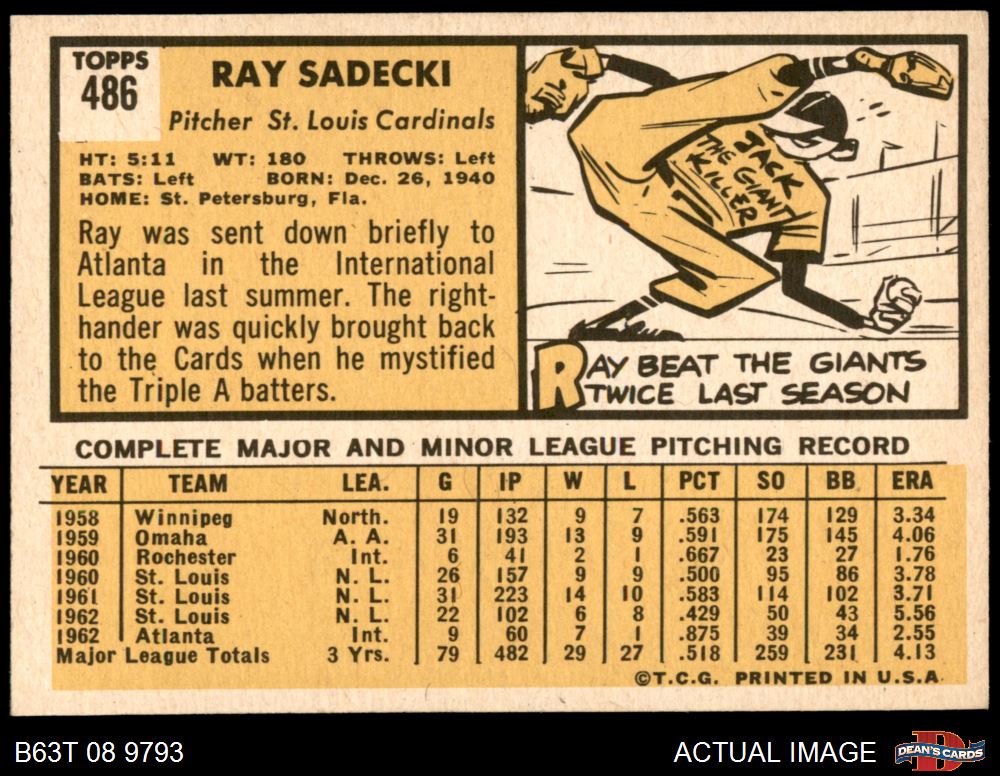 TOPPS
486
RAY SADECKI
Pitcher St. Louis Cardinals
HT: 5:11 WT: 180 THROWS: Left
BATS: Left BORN: Dec. 26, 1940
HOME: St. Petersburg, Fla.
Ray was sent down briefly to
Atlanta in the International
League last summer. The right-
hander was quickly brought back
to the Cards when he mystified
the Triple A batters.
JACK
THE GIANT
KILLER
RAY BEAT THE GIANTS
TWICE LAST SEASON
COMPLETE MAJOR AND MINOR LEAGUE PITCHING RECORD
YEAR TEAM LEA. G IP W L PCT SO BB ERA
1958 Winnipeg North. 19 132 9 7 .563 174 129 3.34
1959 Omaha A. A. 31 193 13 9 .591 175 145 4.06
1960 Rochester Int. 6 41 2 1 .667 23 27 1.76
1960 St. Louis N. L. 26 157 9 9 .500 95 86 3.78
1961 St. Louis N. L. 31 223 14 10 .583 114 102 3.71
1962 St. Louis N. L. 22 102 6 8 .429 50 43 5.56
1962 Atlanta Int. 9 60 7 1 .875 39 34 2.55
Major League Totals 3 Yrs. 79 482 29 27 .518 259 231 4.13
©T.C.G. PRINTED IN U.S.A.
B63T 08 9793
ACTUAL IMAGE
DEAN'S CARDS